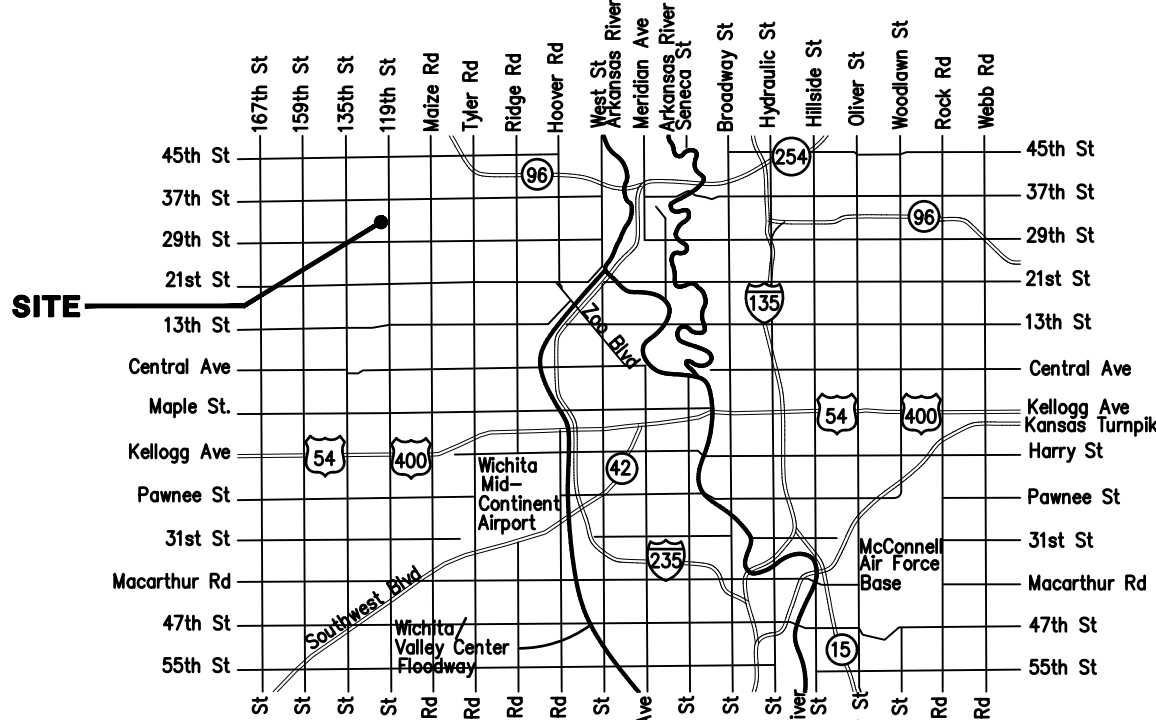 167th St
159th St
135th St
119th St
Maize Rd
Tyler Rd
Ridge Rd
Hoover Rd
West St
Arkansas River
Meridian Ave
Arkansas River
Seneca St
Broadway St
Hydraulic St
Hillside St
Oliver St
Woodlawn St
Rock Rd
Webb Rd
45th St
254
45th St
96
37th St
37th St
96
29th St
29th St
21st St
21st St
SITE
135
13th St
Zoo Blvd
13th St
Central Ave
Central Ave
Maple St.
54
400
Kellogg Ave
Kansas Turnpik
Kellogg Ave
54
400
Harry St
Wichita
Mid-
Continent
Airport
42
Pawnee St
Pawnee St
31st St
31st St
235
McConnell
Air Force
Base
Macarthur Rd
Macarthur Rd
Southwest Blvd
47th St
47th St
Wichita/
Valley Center
Floodway
15
55th St
55th St
St
St
St
St
Rd
Rd
Rd
Rd
St
Ave
St
St
St
iver
St
St
St
Rd
Rd